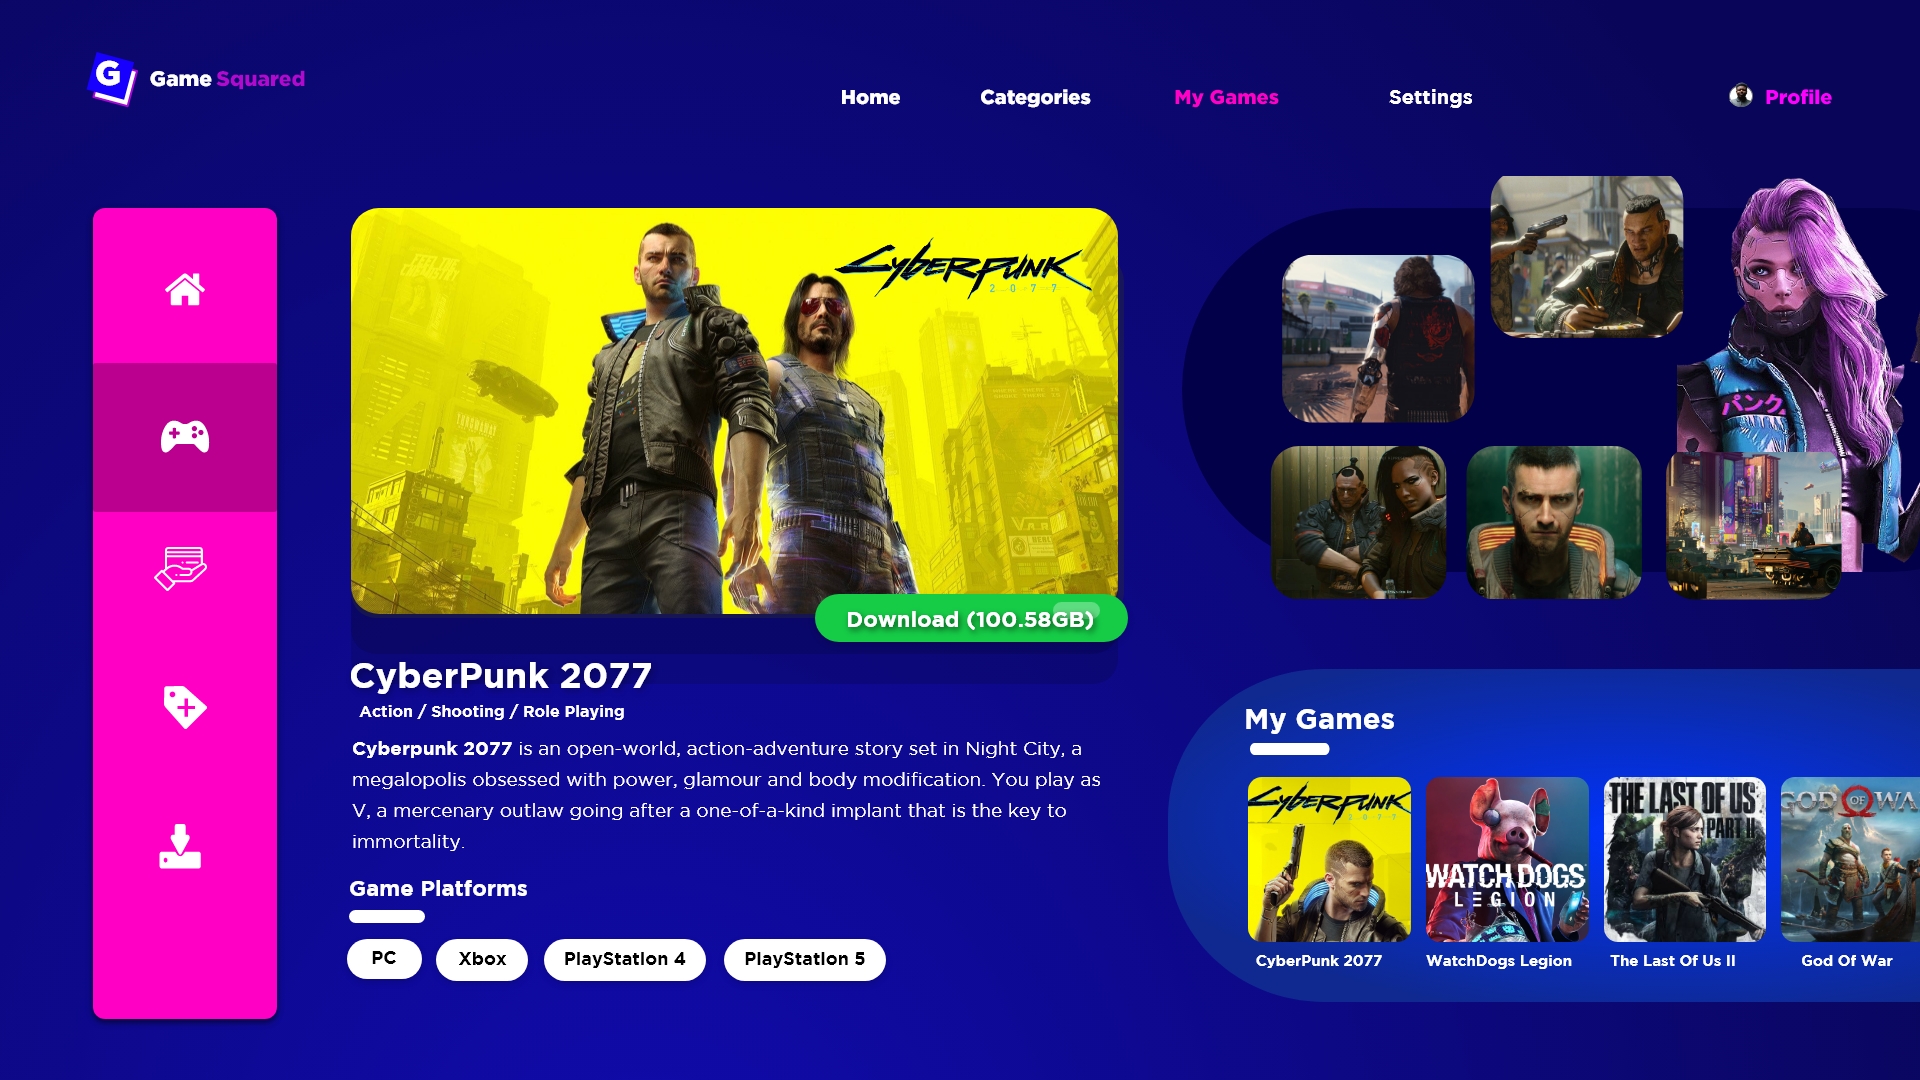 G
Game Squared
Home
Categories
My Games
Settings
Profile
CYBERPUNK
2077
パンク
Download (100.58GB)
CyberPunk 2077
Action / Shooting / Role Playing
Cyberpunk 2077 is an open-world, action-adventure story set in Night City, a
megalopolis obsessed with power, glamour and body modification. You play as
V, a mercenary outlaw going after a one-of-a-kind implant that is the key to
immortality.
Game Platforms
PC
Xbox
PlayStation 4
PlayStation 5
My Games
CYBERPUNK
2077
WATCH DOGS
LEGION
THE LAST OF US
PART II
GOD OF WA
CyberPunk 2077
WatchDogs Legion
The Last Of Us II
God Of War